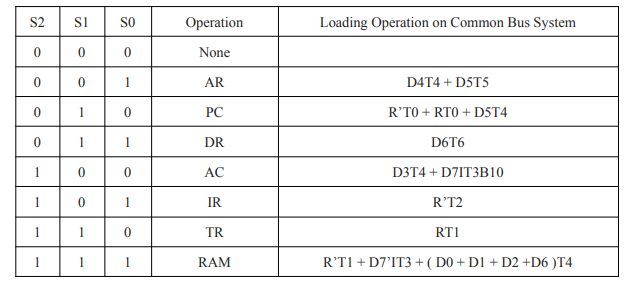 S2 S1 S0 Operation Loading Operation on Common Bus System
0 0 0 None
0 0 1 AR D4T4 + D5T5
0 1 0 PC R’T0 + RT0 + D5T4
0 1 1 DR D6T6
1 0 0 AC D3T4 + D7IT3B10
1 0 1 IR R’T2
1 1 0 TR RT1
1 1 1 RAM R’T1 + D7’IT3 + ( D0 + D1 + D2 +D6 )T4